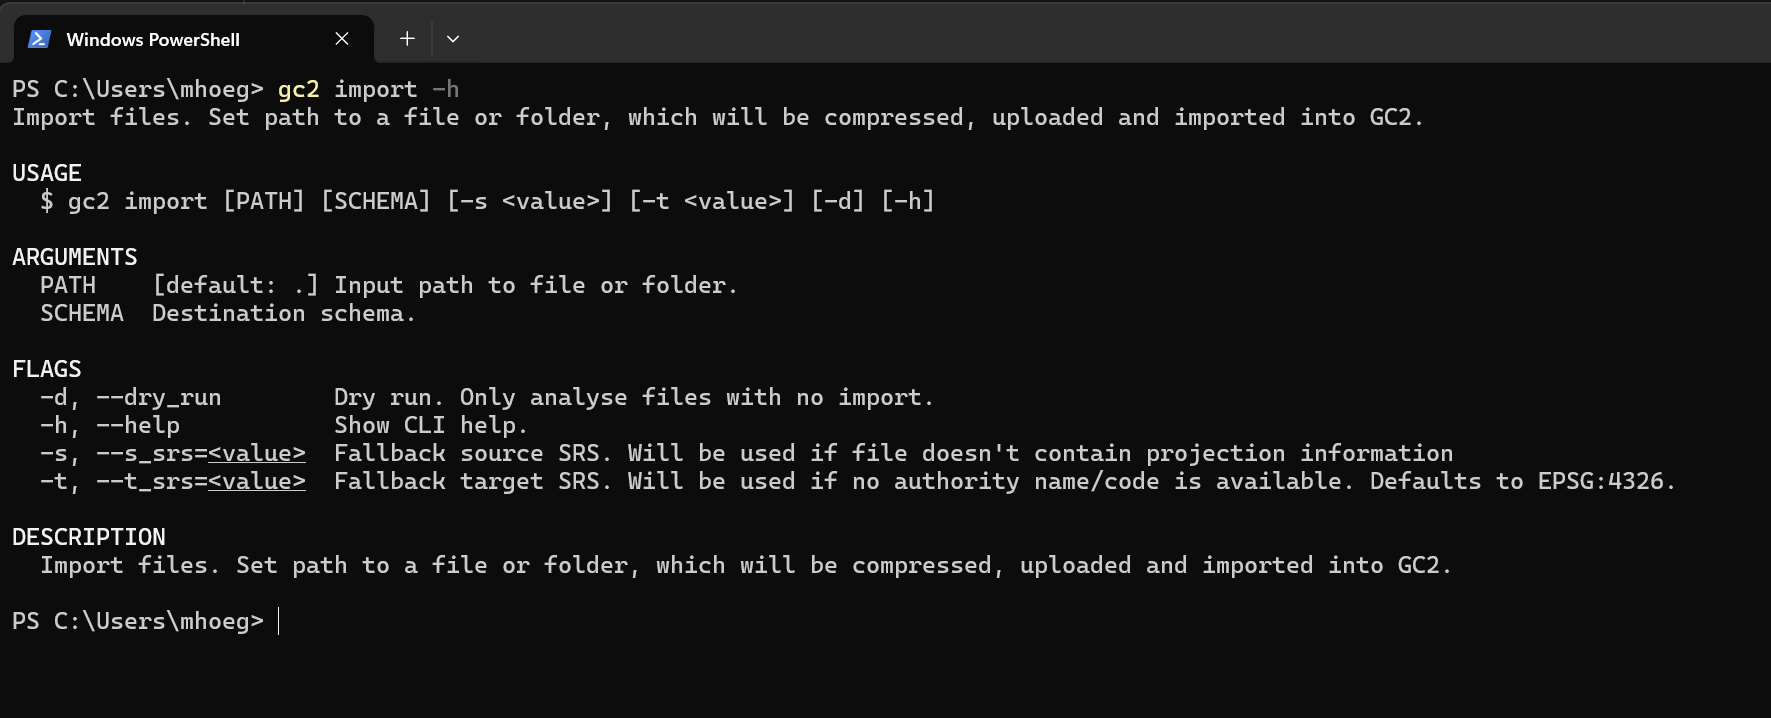 Windows PowerShell
PS C:\Users\mhoeg> gc2 import -h
Import files. Set path to a file or folder, which will be compressed, uploaded and imported into GC2.
USAGE
$ gc2 import [PATH] [SCHEMA] [-s <value>] [-t <value>] [-d] [-h]
ARGUMENTS
PATH [default: .] Input path to file or folder.
SCHEMA Destination schema.
FLAGS
-d, --dry_run Dry run. Only analyse files with no import.
-h, --help Show CLI help.
-s, --s_srs=<value> Fallback source SRS. Will be used if file doesn't contain projection information
-t, --t_srs=<value> Fallback target SRS. Will be used if no authority name/code is available. Defaults to EPSG:4326.
DESCRIPTION
Import files. Set path to a file or folder, which will be compressed, uploaded and imported into GC2.
PS C:\Users\mhoeg>